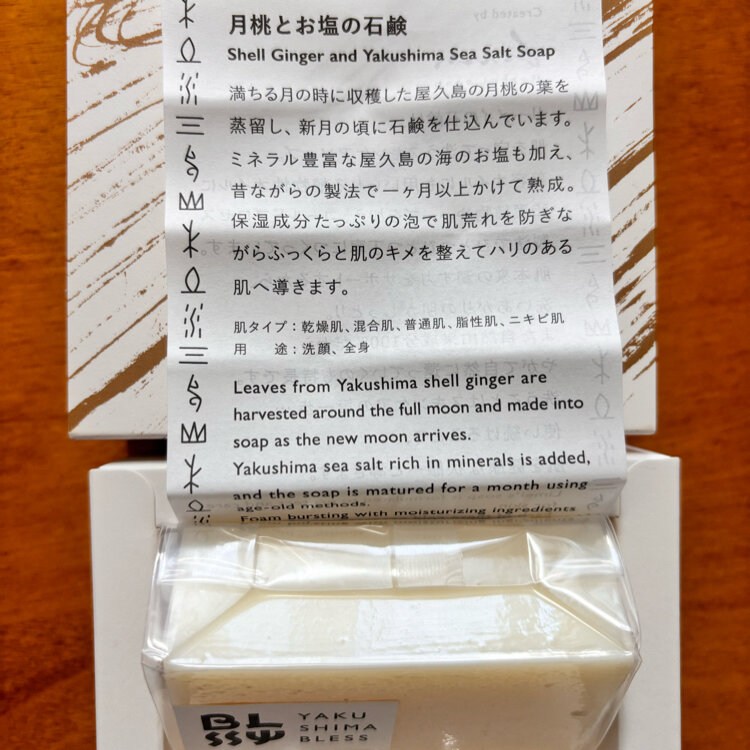 Created by
月桃とお塩の石鹸
Shell Ginger and Yakushima Sea Salt Soap
満ちる月の時に収穫した屋久島の月桃の葉を
蒸留し、新月の頃に石鹸を仕込んでいます。
ミネラル豊富な屋久島の海のお塩も加え、
昔ながらの製法で一ヶ月以上かけて熟成。
保湿成分たっぷりの泡で肌荒れを防ぎな
がらふっくらと肌のキメを整えてハリのある
肌へ導きます。
肌タイプ：乾燥肌、混合肌、普通肌、脂性肌、ニキビ肌
用　　途：洗顔、全身
Leaves from Yakushima shell ginger are
harvested around the full moon and made into
soap as the new moon arrives.
Yakushima sea salt rich in minerals is added,
and the soap is matured for a month using
age-old methods.
Foam bursting with moisturizing ingredients
BLESS
YAKU
SHIMA
BLESS